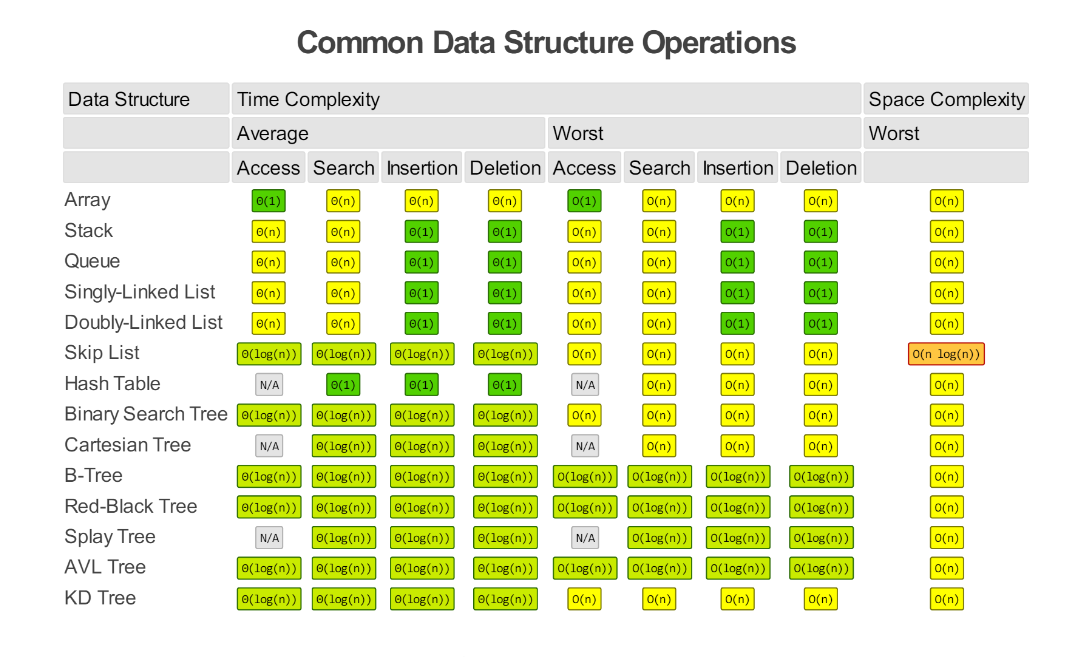 Common Data Structure Operations
Data Structure Time Complexity Space Complexity
Average Worst Worst
Access Search Insertion Deletion Access Search Insertion Deletion
Array Θ(1) Θ(n) Θ(n) Θ(n) O(1) O(n) O(n) O(n) O(n)
Stack Θ(n) Θ(n) Θ(1) Θ(1) O(n) O(n) O(1) O(1) O(n)
Queue Θ(n) Θ(n) Θ(1) Θ(1) O(n) O(n) O(1) O(1) O(n)
Singly-Linked List Θ(n) Θ(n) Θ(1) Θ(1) O(n) O(n) O(1) O(1) O(n)
Doubly-Linked List Θ(n) Θ(n) Θ(1) Θ(1) O(n) O(n) O(1) O(1) O(n)
Skip List Θ(log(n)) Θ(log(n)) Θ(log(n)) Θ(log(n)) O(n) O(n) O(n) O(n) O(n log(n))
Hash Table N/A Θ(1) Θ(1) Θ(1) N/A O(n) O(n) O(n) O(n)
Binary Search Tree Θ(log(n)) Θ(log(n)) Θ(log(n)) Θ(log(n)) O(n) O(n) O(n) O(n) O(n)
Cartesian Tree N/A Θ(log(n)) Θ(log(n)) Θ(log(n)) N/A O(n) O(n) O(n) O(n)
B-Tree Θ(log(n)) Θ(log(n)) Θ(log(n)) Θ(log(n)) O(log(n)) O(log(n)) O(log(n)) O(log(n)) O(n)
Red-Black Tree Θ(log(n)) Θ(log(n)) Θ(log(n)) Θ(log(n)) O(log(n)) O(log(n)) O(log(n)) O(log(n)) O(n)
Splay Tree N/A Θ(log(n)) Θ(log(n)) Θ(log(n)) N/A O(log(n)) O(log(n)) O(log(n)) O(n)
AVL Tree Θ(log(n)) Θ(log(n)) Θ(log(n)) Θ(log(n)) O(log(n)) O(log(n)) O(log(n)) O(log(n)) O(n)
KD Tree Θ(log(n)) Θ(log(n)) Θ(log(n)) Θ(log(n)) O(n) O(n) O(n) O(n) O(n)